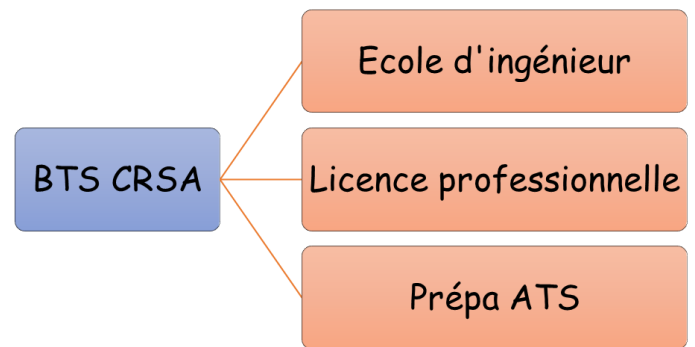 Ecole d'ingénieur
BTS CRSA
Licence professionnelle
Prépa ATS